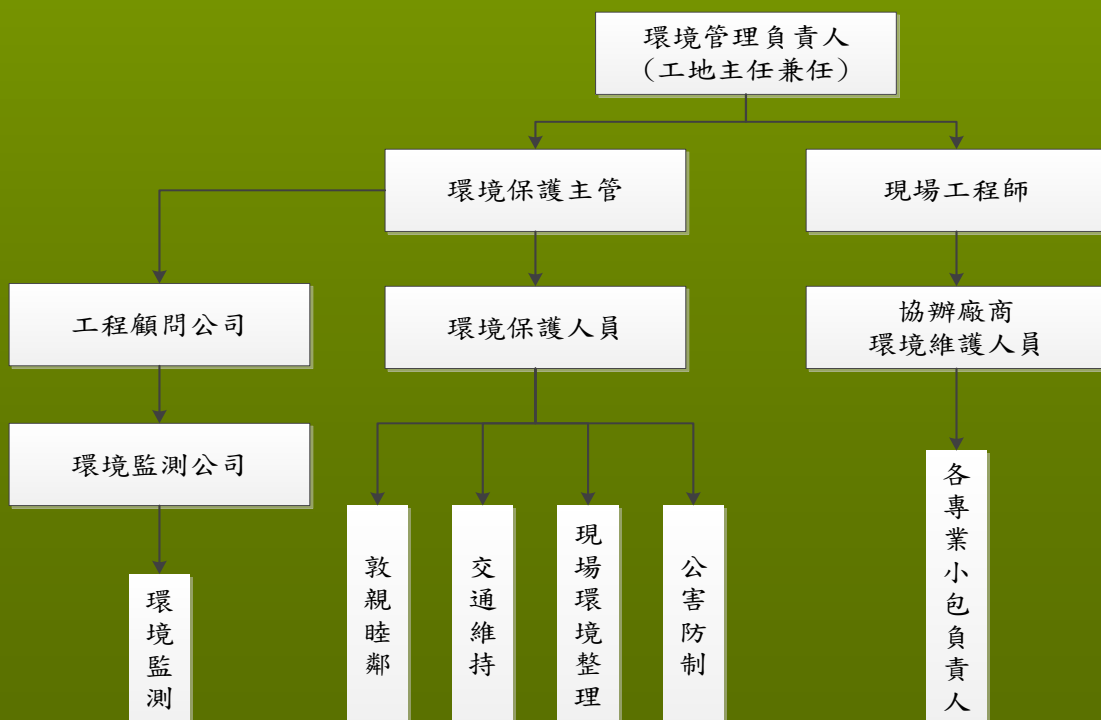 環境管理負責人
(工地主任兼任)
環境保護主管
現場工程師
工程顧問公司
環境保護人員
協辦廠商
環境維護人員
環境監測公司
環境監測
敦親睦鄰
交通維持
現場環境整理
公害防制
各專業小包負責人